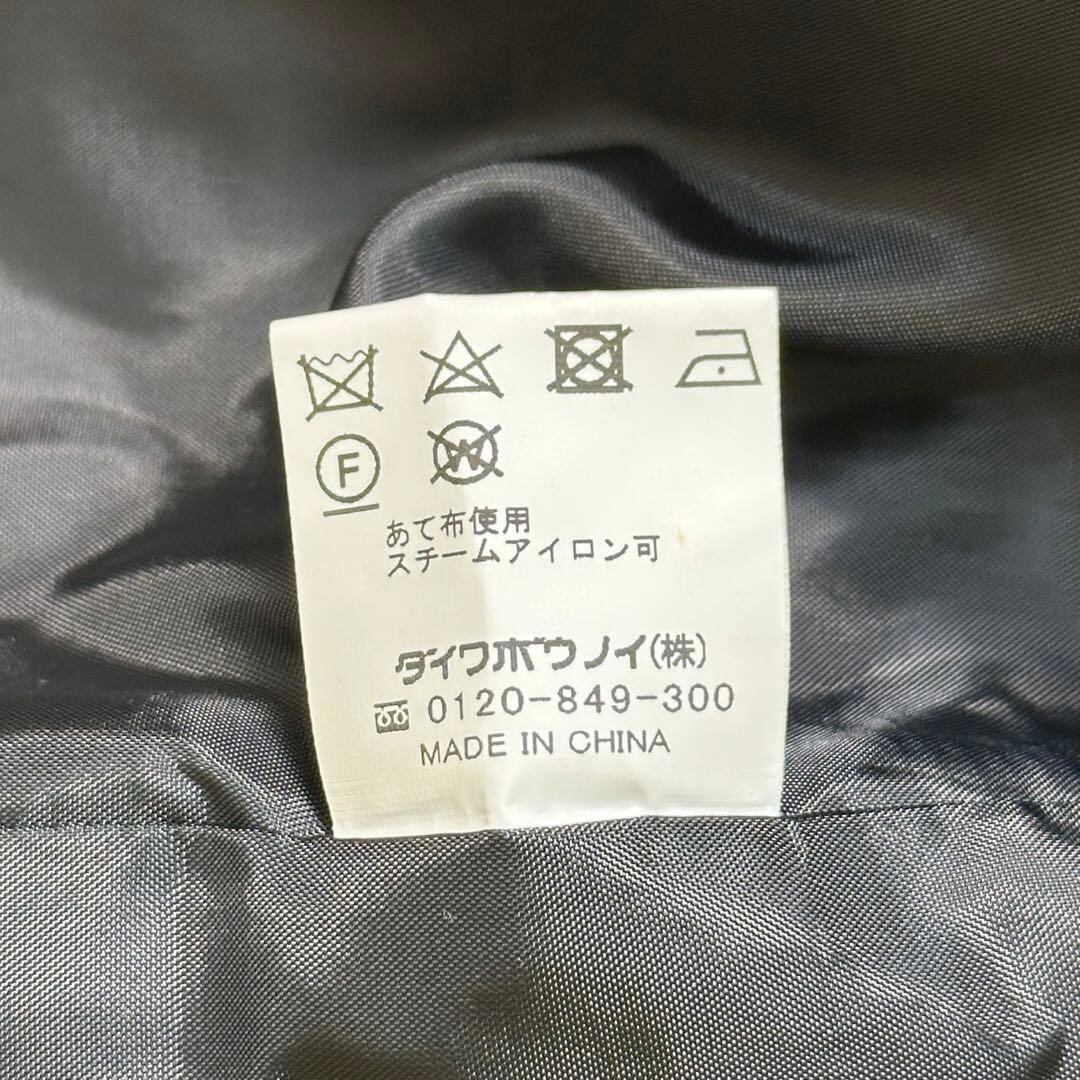 F W
あて布使用
スチームアイロン可
ダイワボウノイ(株)
0120-849-300
MADE IN CHINA